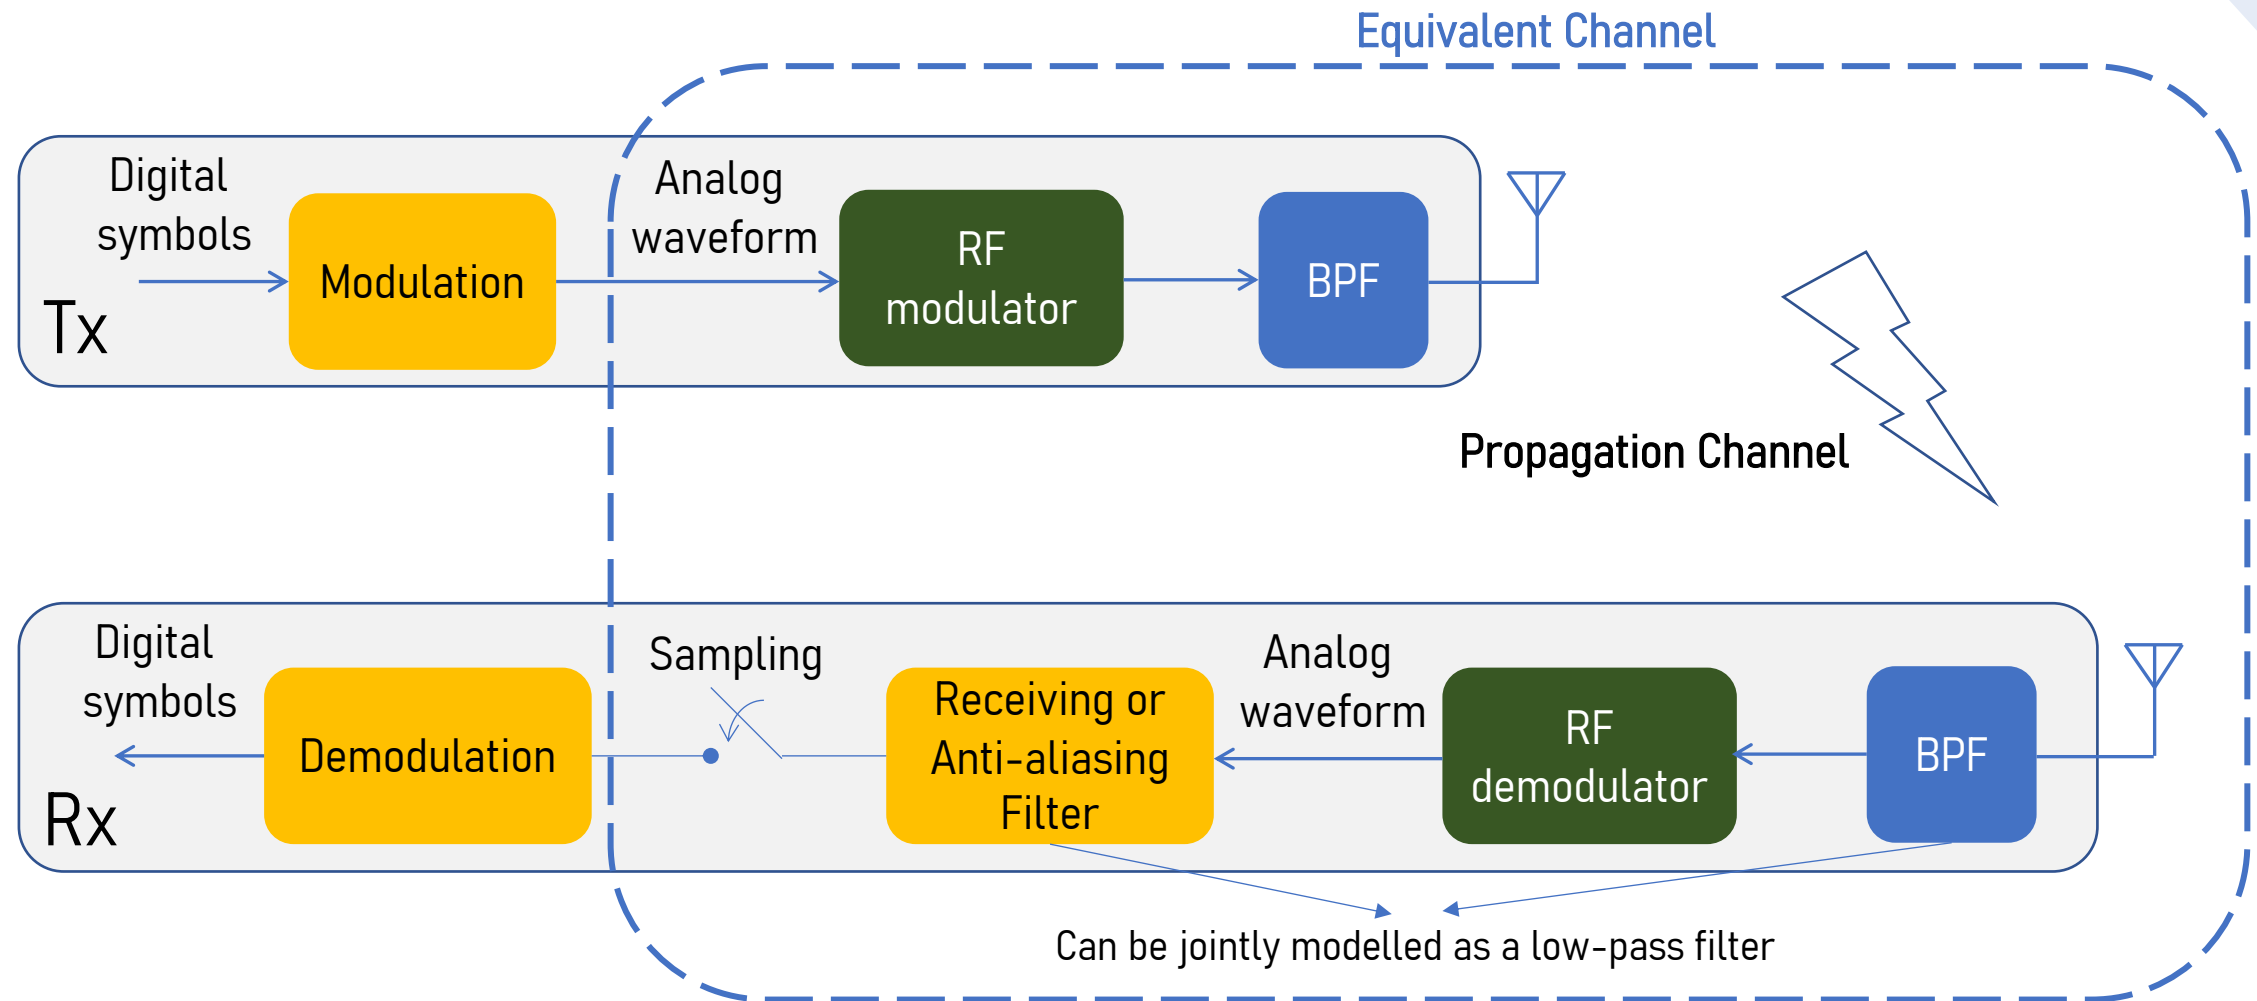 Equivalent Channel
Digital
symbols
Tx
Modulation
Analog
waveform
RF
modulator
BPF
Propagation Channel
Digital
symbols
Rx
Demodulation
Sampling
Receiving or
Anti-aliasing
Filter
Analog
waveform
RF
demodulator
BPF
Can be jointly modelled as a low-pass filter